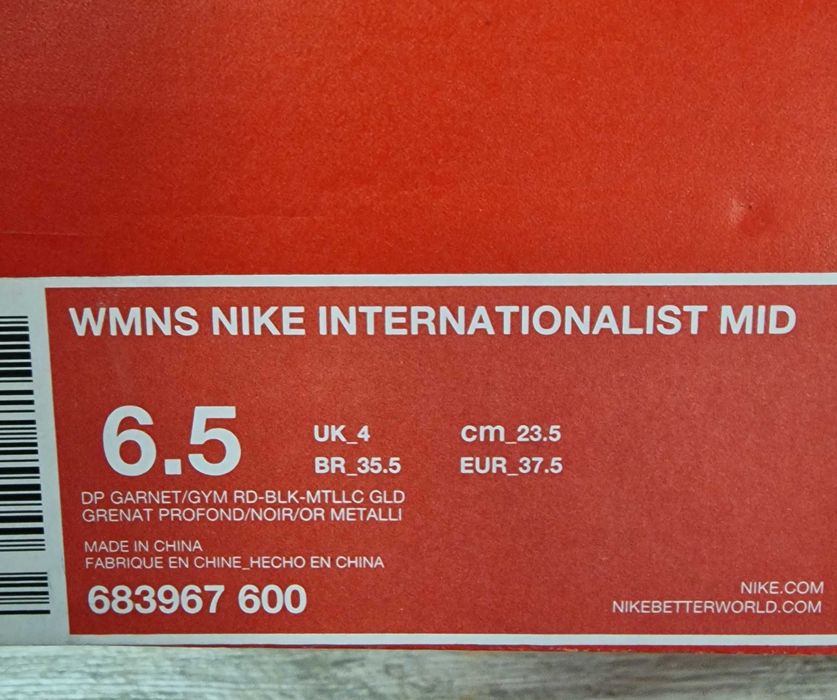 WMNS NIKE INTERNATIONALIST MID
6.5
UK_4
cm_23.5
BR_35.5
EUR_37.5
DP GARNET/GYM RD-BLK-MTLLC GLD
GRENAT PROFOND/NOIR/OR METALLI
MADE IN CHINA
FABRIQUE EN CHINE_HECHO EN CHINA
683967 600
NIKE.COM
NIKEBETTERWORLD.COM